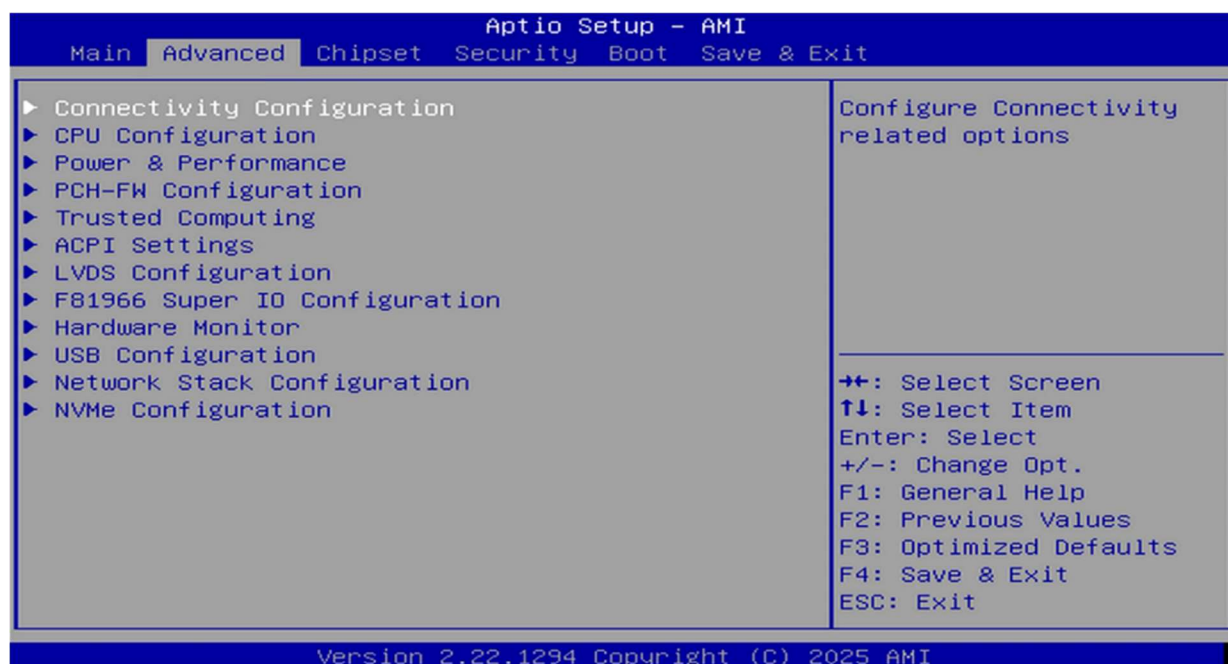 Aptio Setup – AMI
Main Advanced Chipset Security Boot Save & Exit
▶ Connectivity Configuration
▶ CPU Configuration
▶ Power & Performance
▶ PCH-FW Configuration
▶ Trusted Computing
▶ ACPI Settings
▶ LVDS Configuration
▶ F81966 Super IO Configuration
▶ Hardware Monitor
▶ USB Configuration
▶ Network Stack Configuration
▶ NVMe Configuration
Configure Connectivity
related options
→←: Select Screen
↑↓: Select Item
Enter: Select
+/-: Change Opt.
F1: General Help
F2: Previous Values
F3: Optimized Defaults
F4: Save & Exit
ESC: Exit
Version 2.22.1294 Copyright (C) 2025 AMI